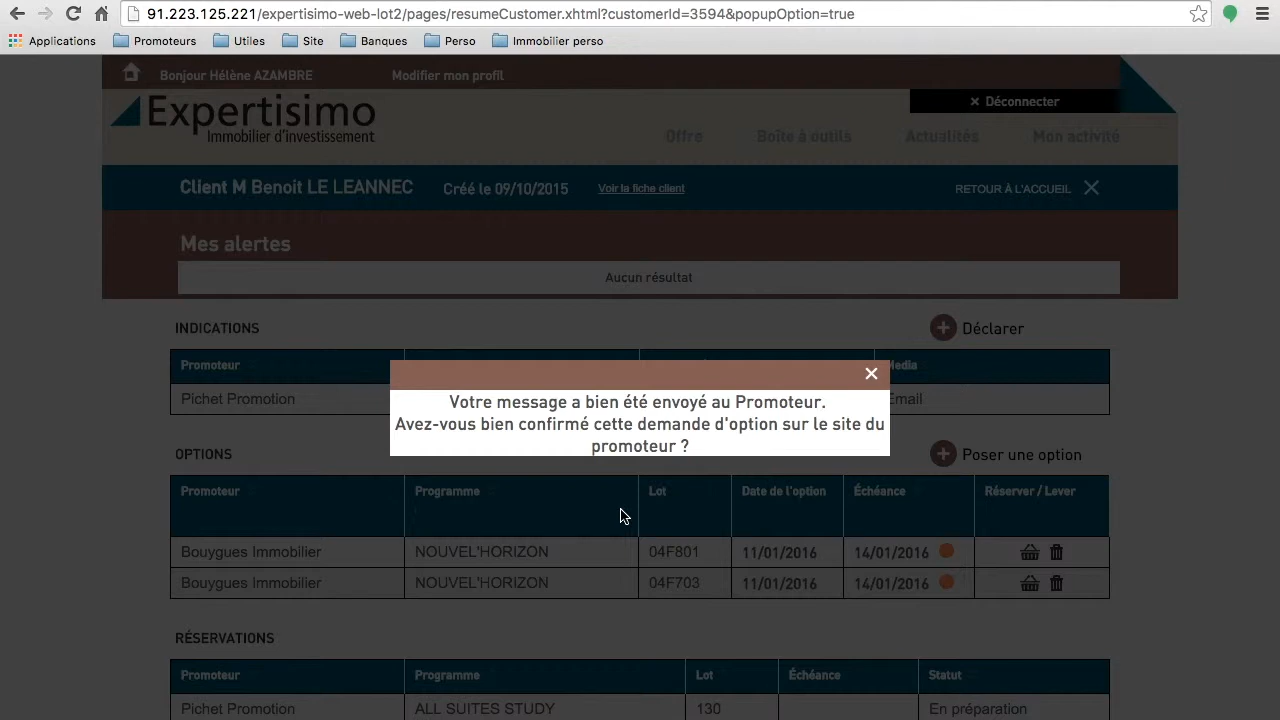 91.223.125.221/expertisimo-web-lot2/pages/resumeCustomer.xhtml?customerId=3594&popupOption=true
Applications Promoteurs Utiles Site Banques Perso Immobilier perso
Bonjour Hélène AZAMBRE Modifier mon profil
Déconnecter
Expertisimo
Immobilier d'investissement
Offre Boîte à outils Actualités Mon activité
Client M Benoit LE LEANNEC Créé le 09/10/2015 Voir la fiche client RETOUR À L'ACCUEIL
Mes alertes
Aucun résultat
INDICATIONS Déclarer
Promoteur Media
Pichet Promotion Email
Votre message a bien été envoyé au Promoteur.
Avez-vous bien confirmé cette demande d'option sur le site du
promoteur ?
OPTIONS Poser une option
Promoteur Programme Lot Date de l'option Échéance Réserver / Lever
Bouygues Immobilier NOUVEL'HORIZON 04F801 11/01/2016 14/01/2016
Bouygues Immobilier NOUVEL'HORIZON 04F703 11/01/2016 14/01/2016
RÉSERVATIONS
Promoteur Programme Lot Échéance Statut
Pichet Promotion ALL SUITES STUDY 130 En préparation